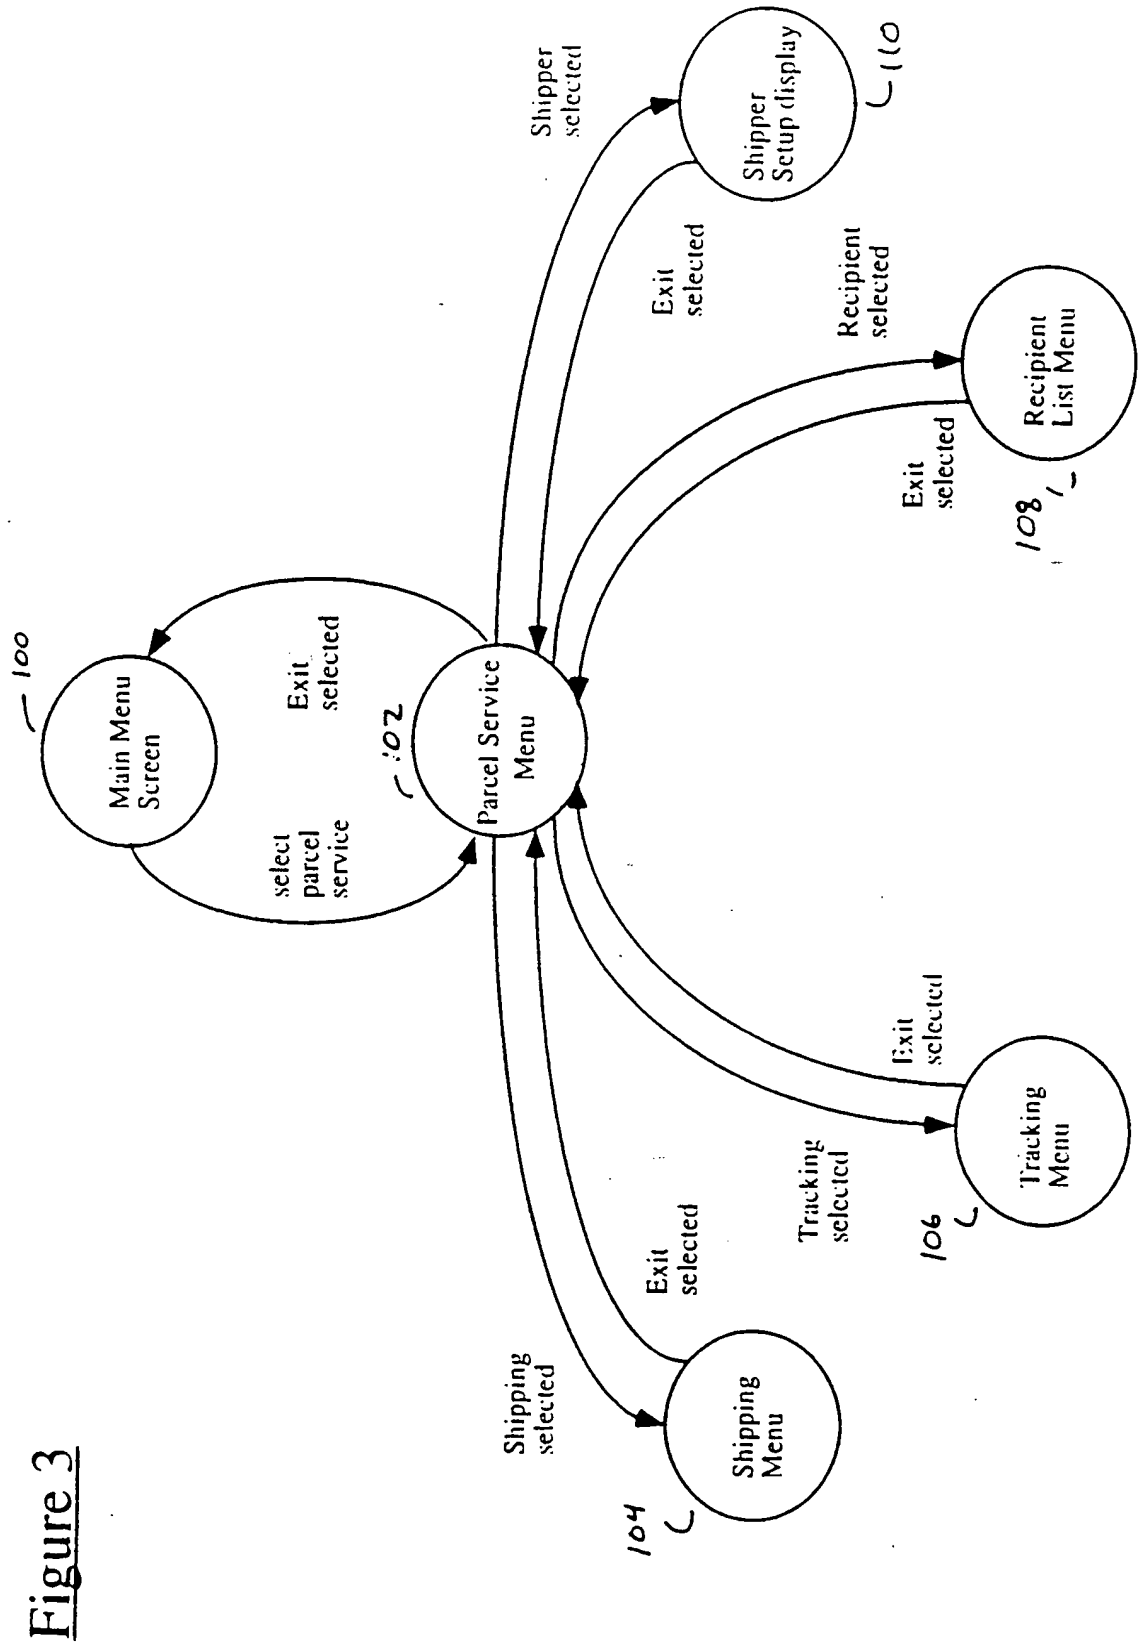 Figure 3
100
Main Menu
Screen
select
parcel
service
Exit
selected
102
Parcel Service
Menu
Shipping
selected
Exit
selected
104
Shipping
Menu
Tracking
selected
Exit
selected
106
Tracking
Menu
Exit
selected
Recipient
selected
108
Recipient
List Menu
Shipper
selected
Exit
selected
Shipper
Setup display
110